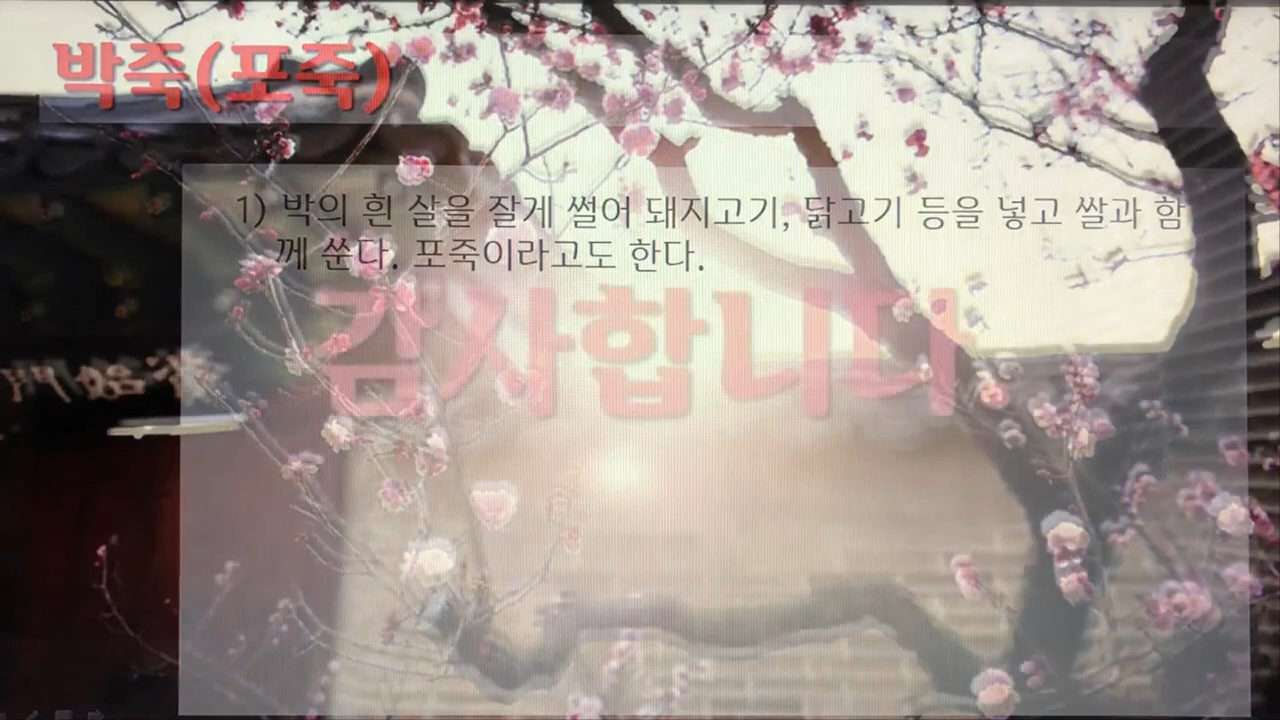 박죽(포죽)
1) 박의 흰 살을 잘게 썰어 돼지고기, 닭고기 등을 넣고 쌀과 함
께 쑨다. 포죽이라고도 한다.
감사합니다